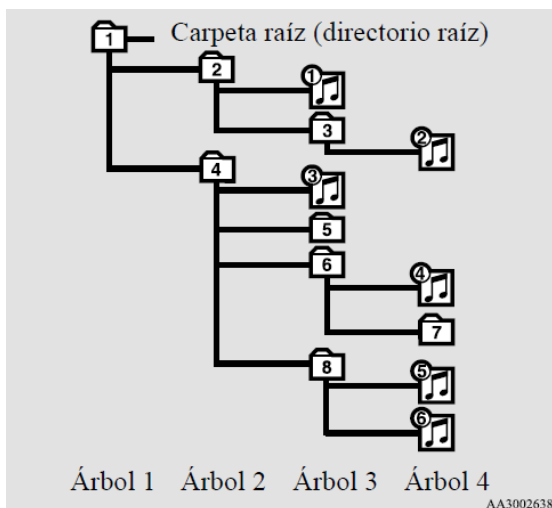 1 Carpeta raíz (directorio raíz)
2 ①
3 ②
4 ③
5
6 ④
7
8 ⑤
⑥
Árbol 1 Árbol 2 Árbol 3 Árbol 4
AA3002638